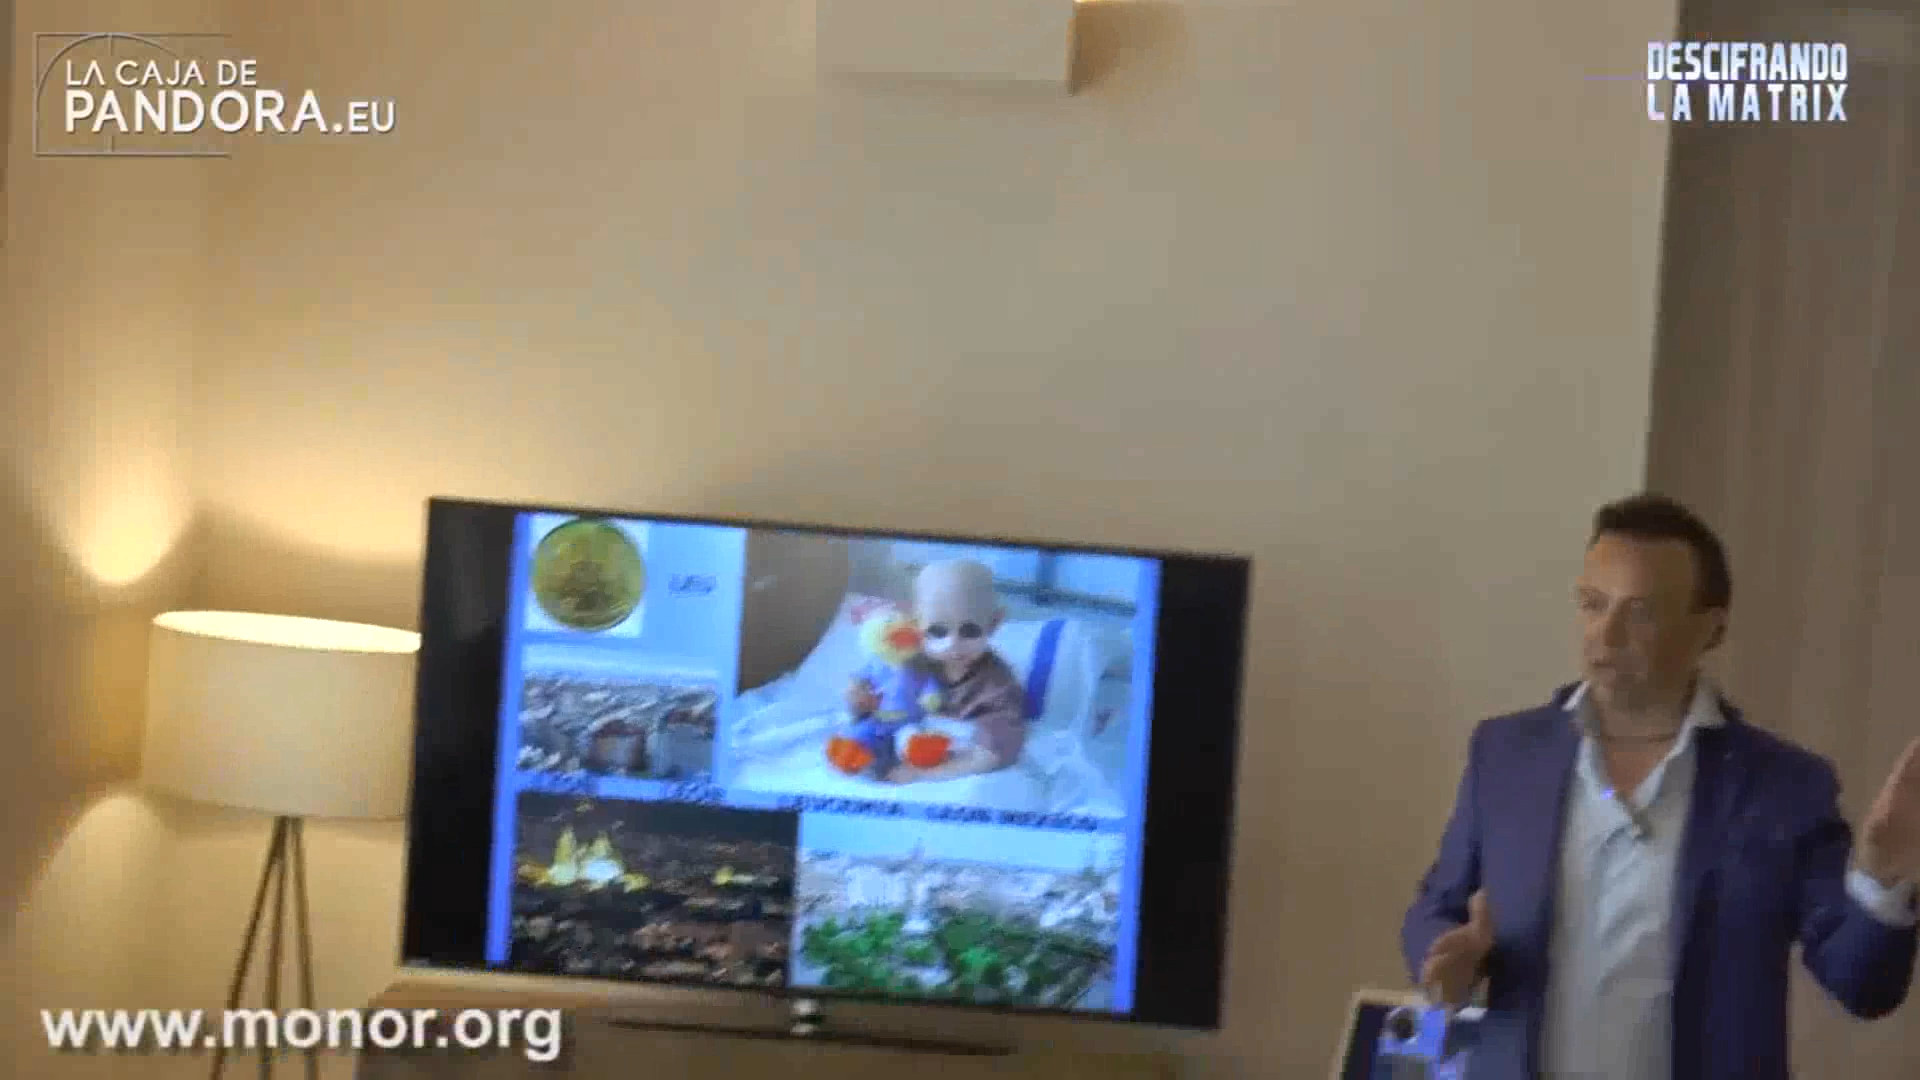 LA CAJA DE
PANDORA.EU
DESCIFRANDO
LA MATRIX
www.monor.org